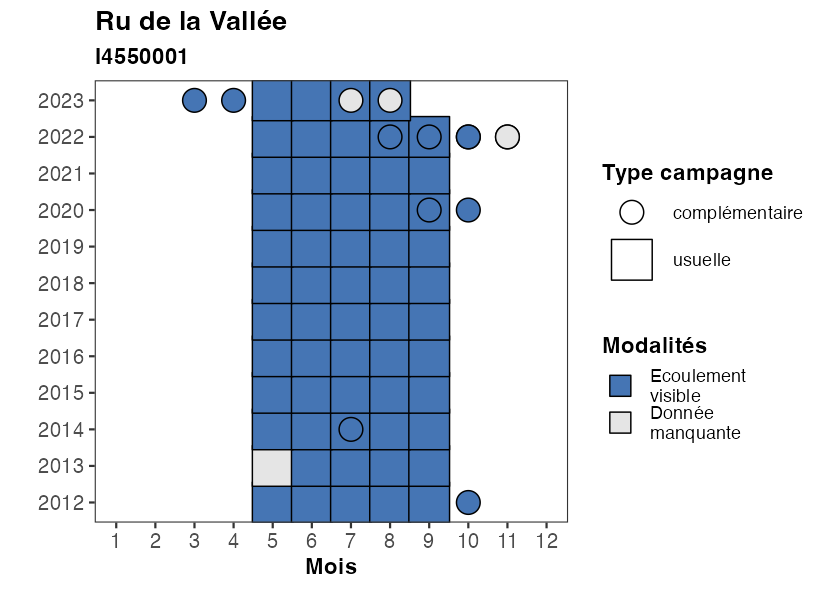 Ru de la Vallée
I4550001
2023
2022
2021
2020
2019
2018
2017
2016
2015
2014
2013
2012
1 2 3 4 5 6 7 8 9 10 11 12
Mois
Type campagne
complémentaire
usuelle
Modalités
Ecoulement
visible
Donnée
manquante